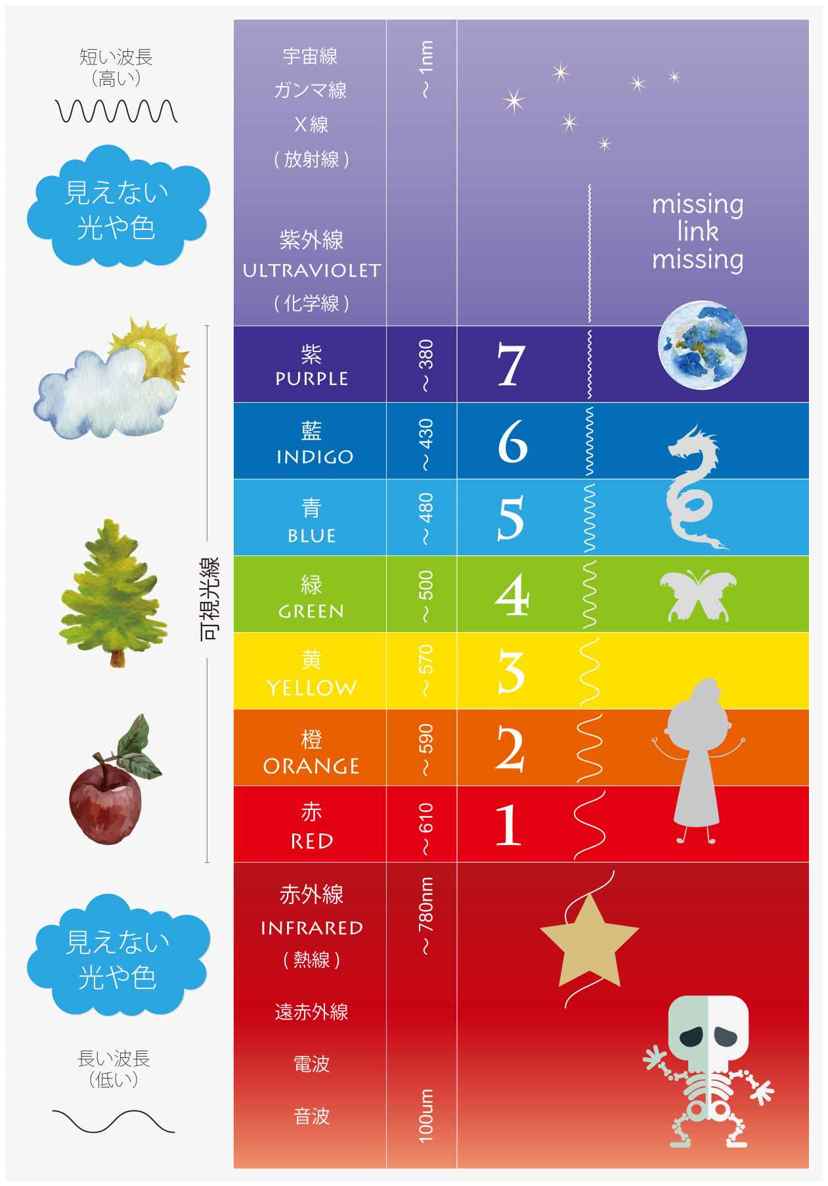 短い波長
（高い）
見えない
光や色
可視光線
見えない
光や色
長い波長
（低い）
宇宙線
ガンマ線
X線
（放射線）
～1nm
紫外線
ULTRAVIOLET
（化学線）
missing
link
missing
紫
PURPLE
～380
7
藍
INDIGO
～430
6
青
BLUE
～480
5
緑
GREEN
～500
4
黄
YELLOW
～570
3
橙
ORANGE
～590
2
赤
RED
～610
1
赤外線
INFRARED
（熱線）
～780nm
遠赤外線
電波
音波
100um